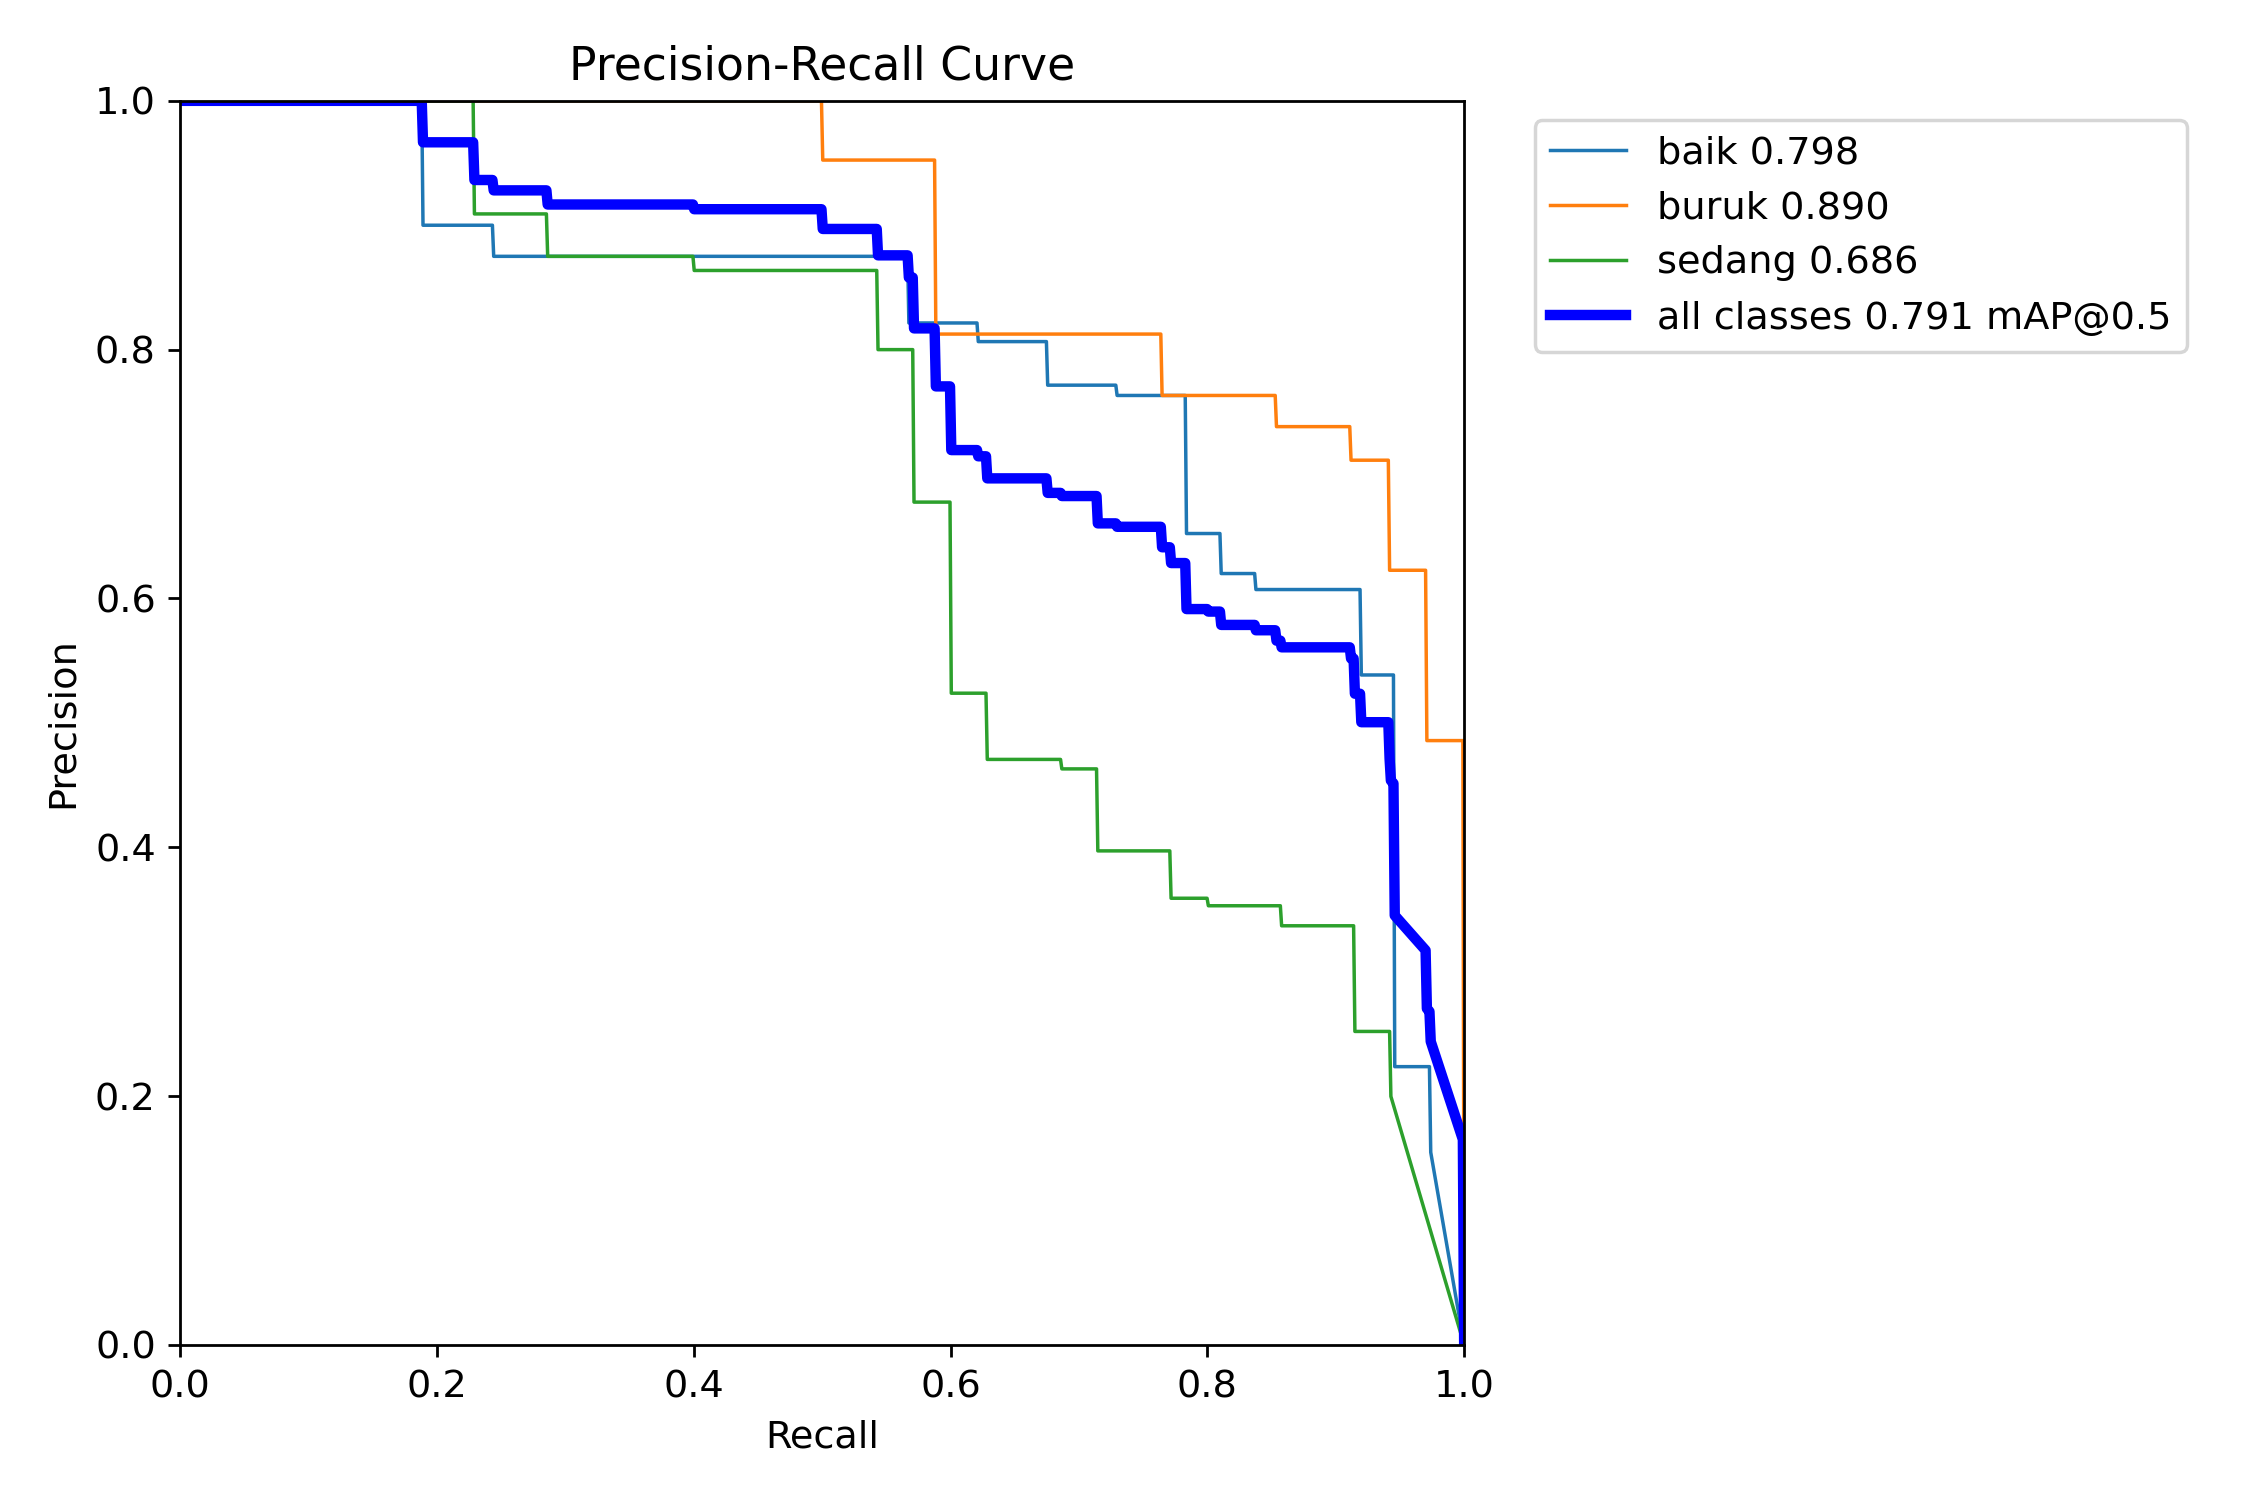 Precision-Recall Curve
1.0
0.8
0.6
0.4
0.2
0.0
Precision
0.0 0.2 0.4 0.6 0.8 1.0
Recall
baik 0.798
buruk 0.890
sedang 0.686
all classes 0.791 mAP@0.5